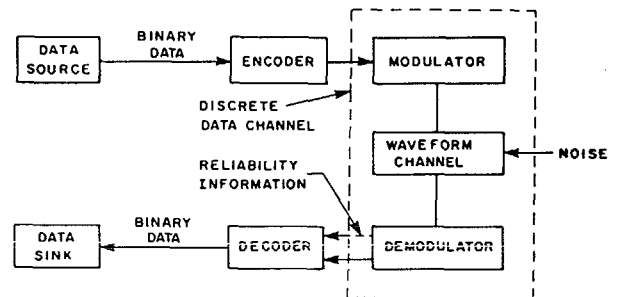 DATA
SOURCE
BINARY
DATA
ENCODER
MODULATOR
DISCRETE
DATA CHANNEL
WAVEFORM
CHANNEL
NOISE
RELIABILITY
INFORMATION
DATA
SINK
BINARY
DATA
DECODER
DEMODULATOR